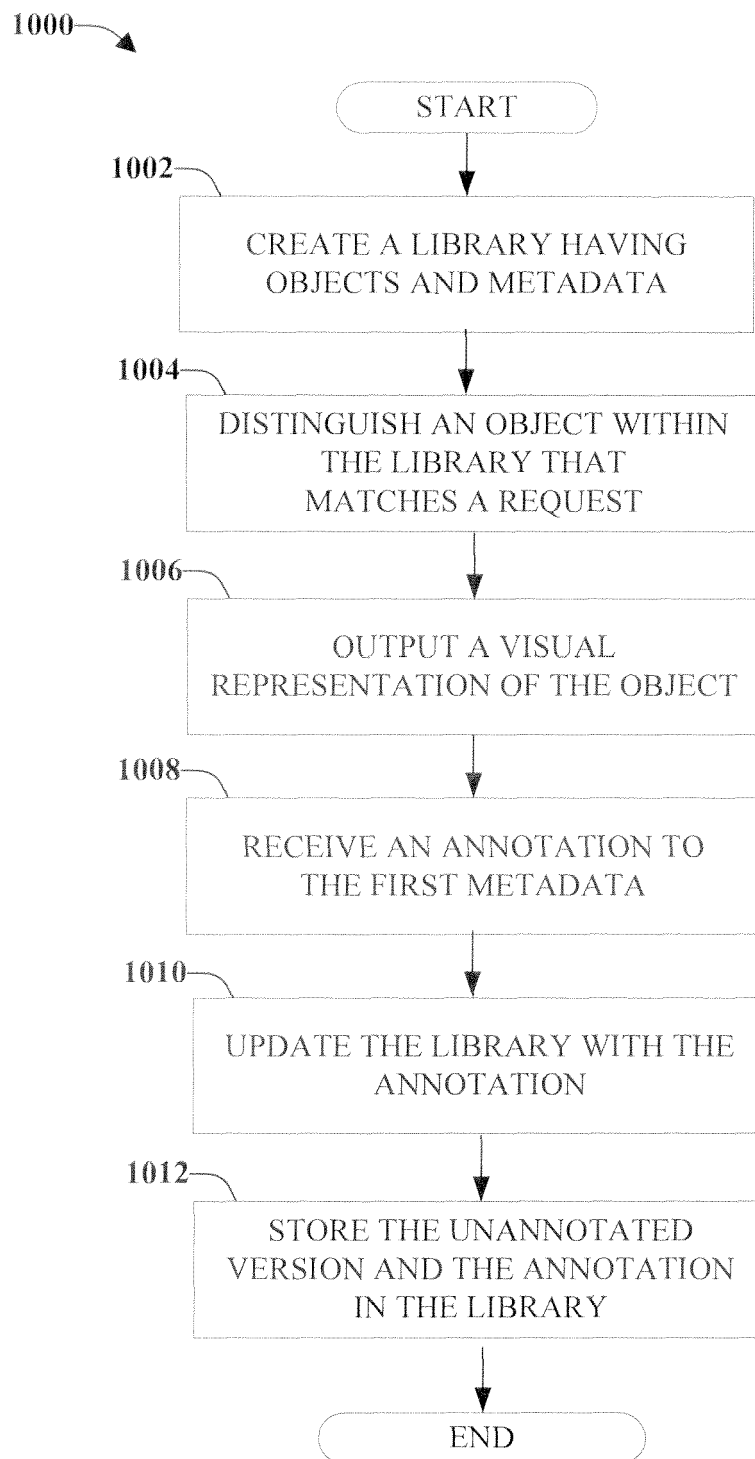 1000
START
1002
CREATE A LIBRARY HAVING
OBJECTS AND METADATA
1004
DISTINGUISH AN OBJECT WITHIN
THE LIBRARY THAT
MATCHES A REQUEST
1006
OUTPUT A VISUAL
REPRESENTATION OF THE OBJECT
1008
RECEIVE AN ANNOTATION TO
THE FIRST METADATA
1010
UPDATE THE LIBRARY WITH THE
ANNOTATION
1012
STORE THE UNANNOTATED
VERSION AND THE ANNOTATION
IN THE LIBRARY
END